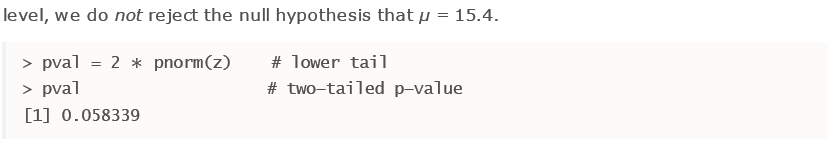 level, we do not reject the null hypothesis that μ = 15.4.
> pval = 2 * pnorm(z)    # lower tail
> pval                   # two−tailed p−value
[1] 0.058339